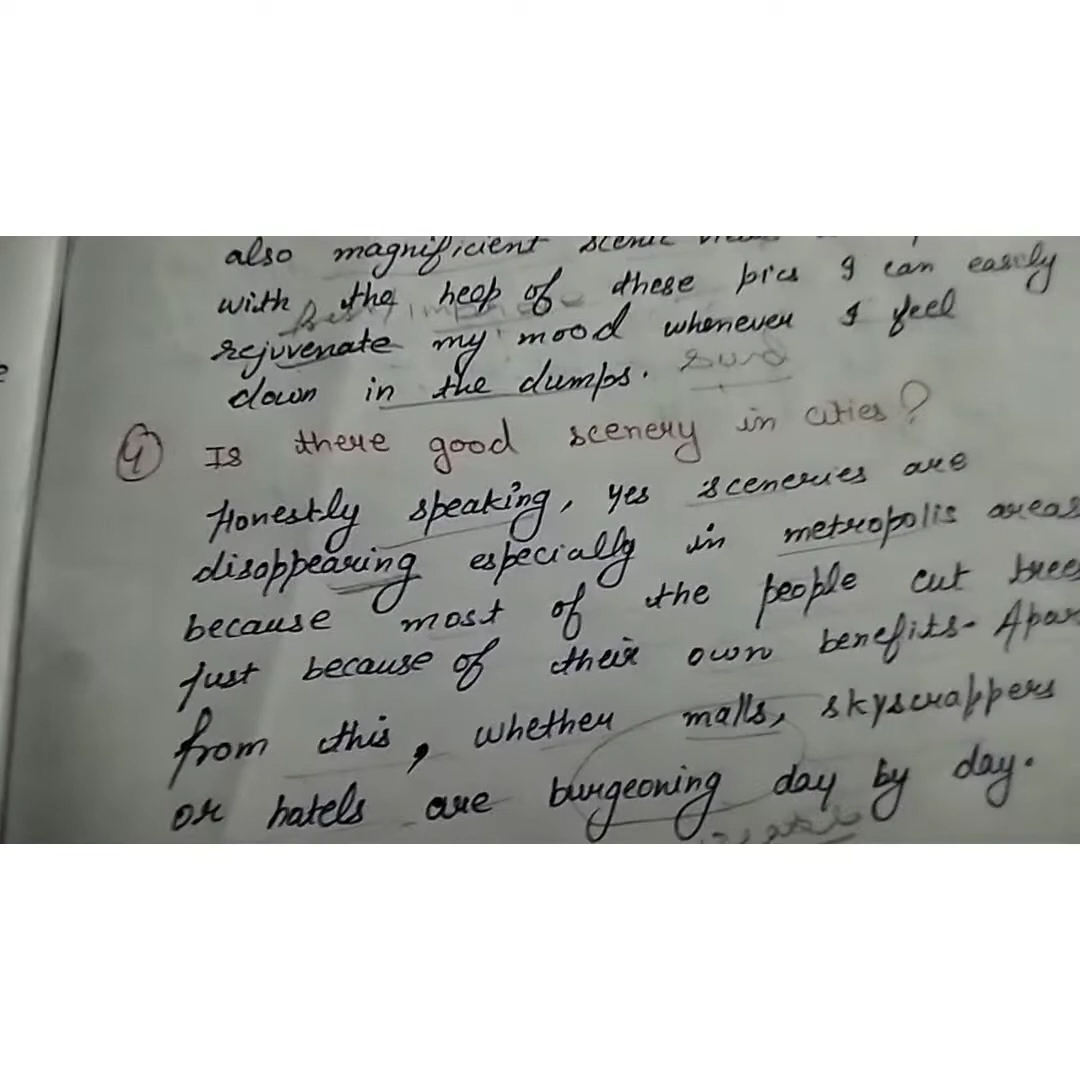 also magnificient scenic
with the heep of these pics I can easily
rejuvenate my mood whenever I feel
down in the dumps.
4 Is there good scenery in cities?
Honestly speaking, yes sceneries are
disappearing especially in metropolis areas
because most of the people cut trees
just because of their own benefits. Apar
from this, whether malls, skyscrappers
or hotels are burgeoning day by day.